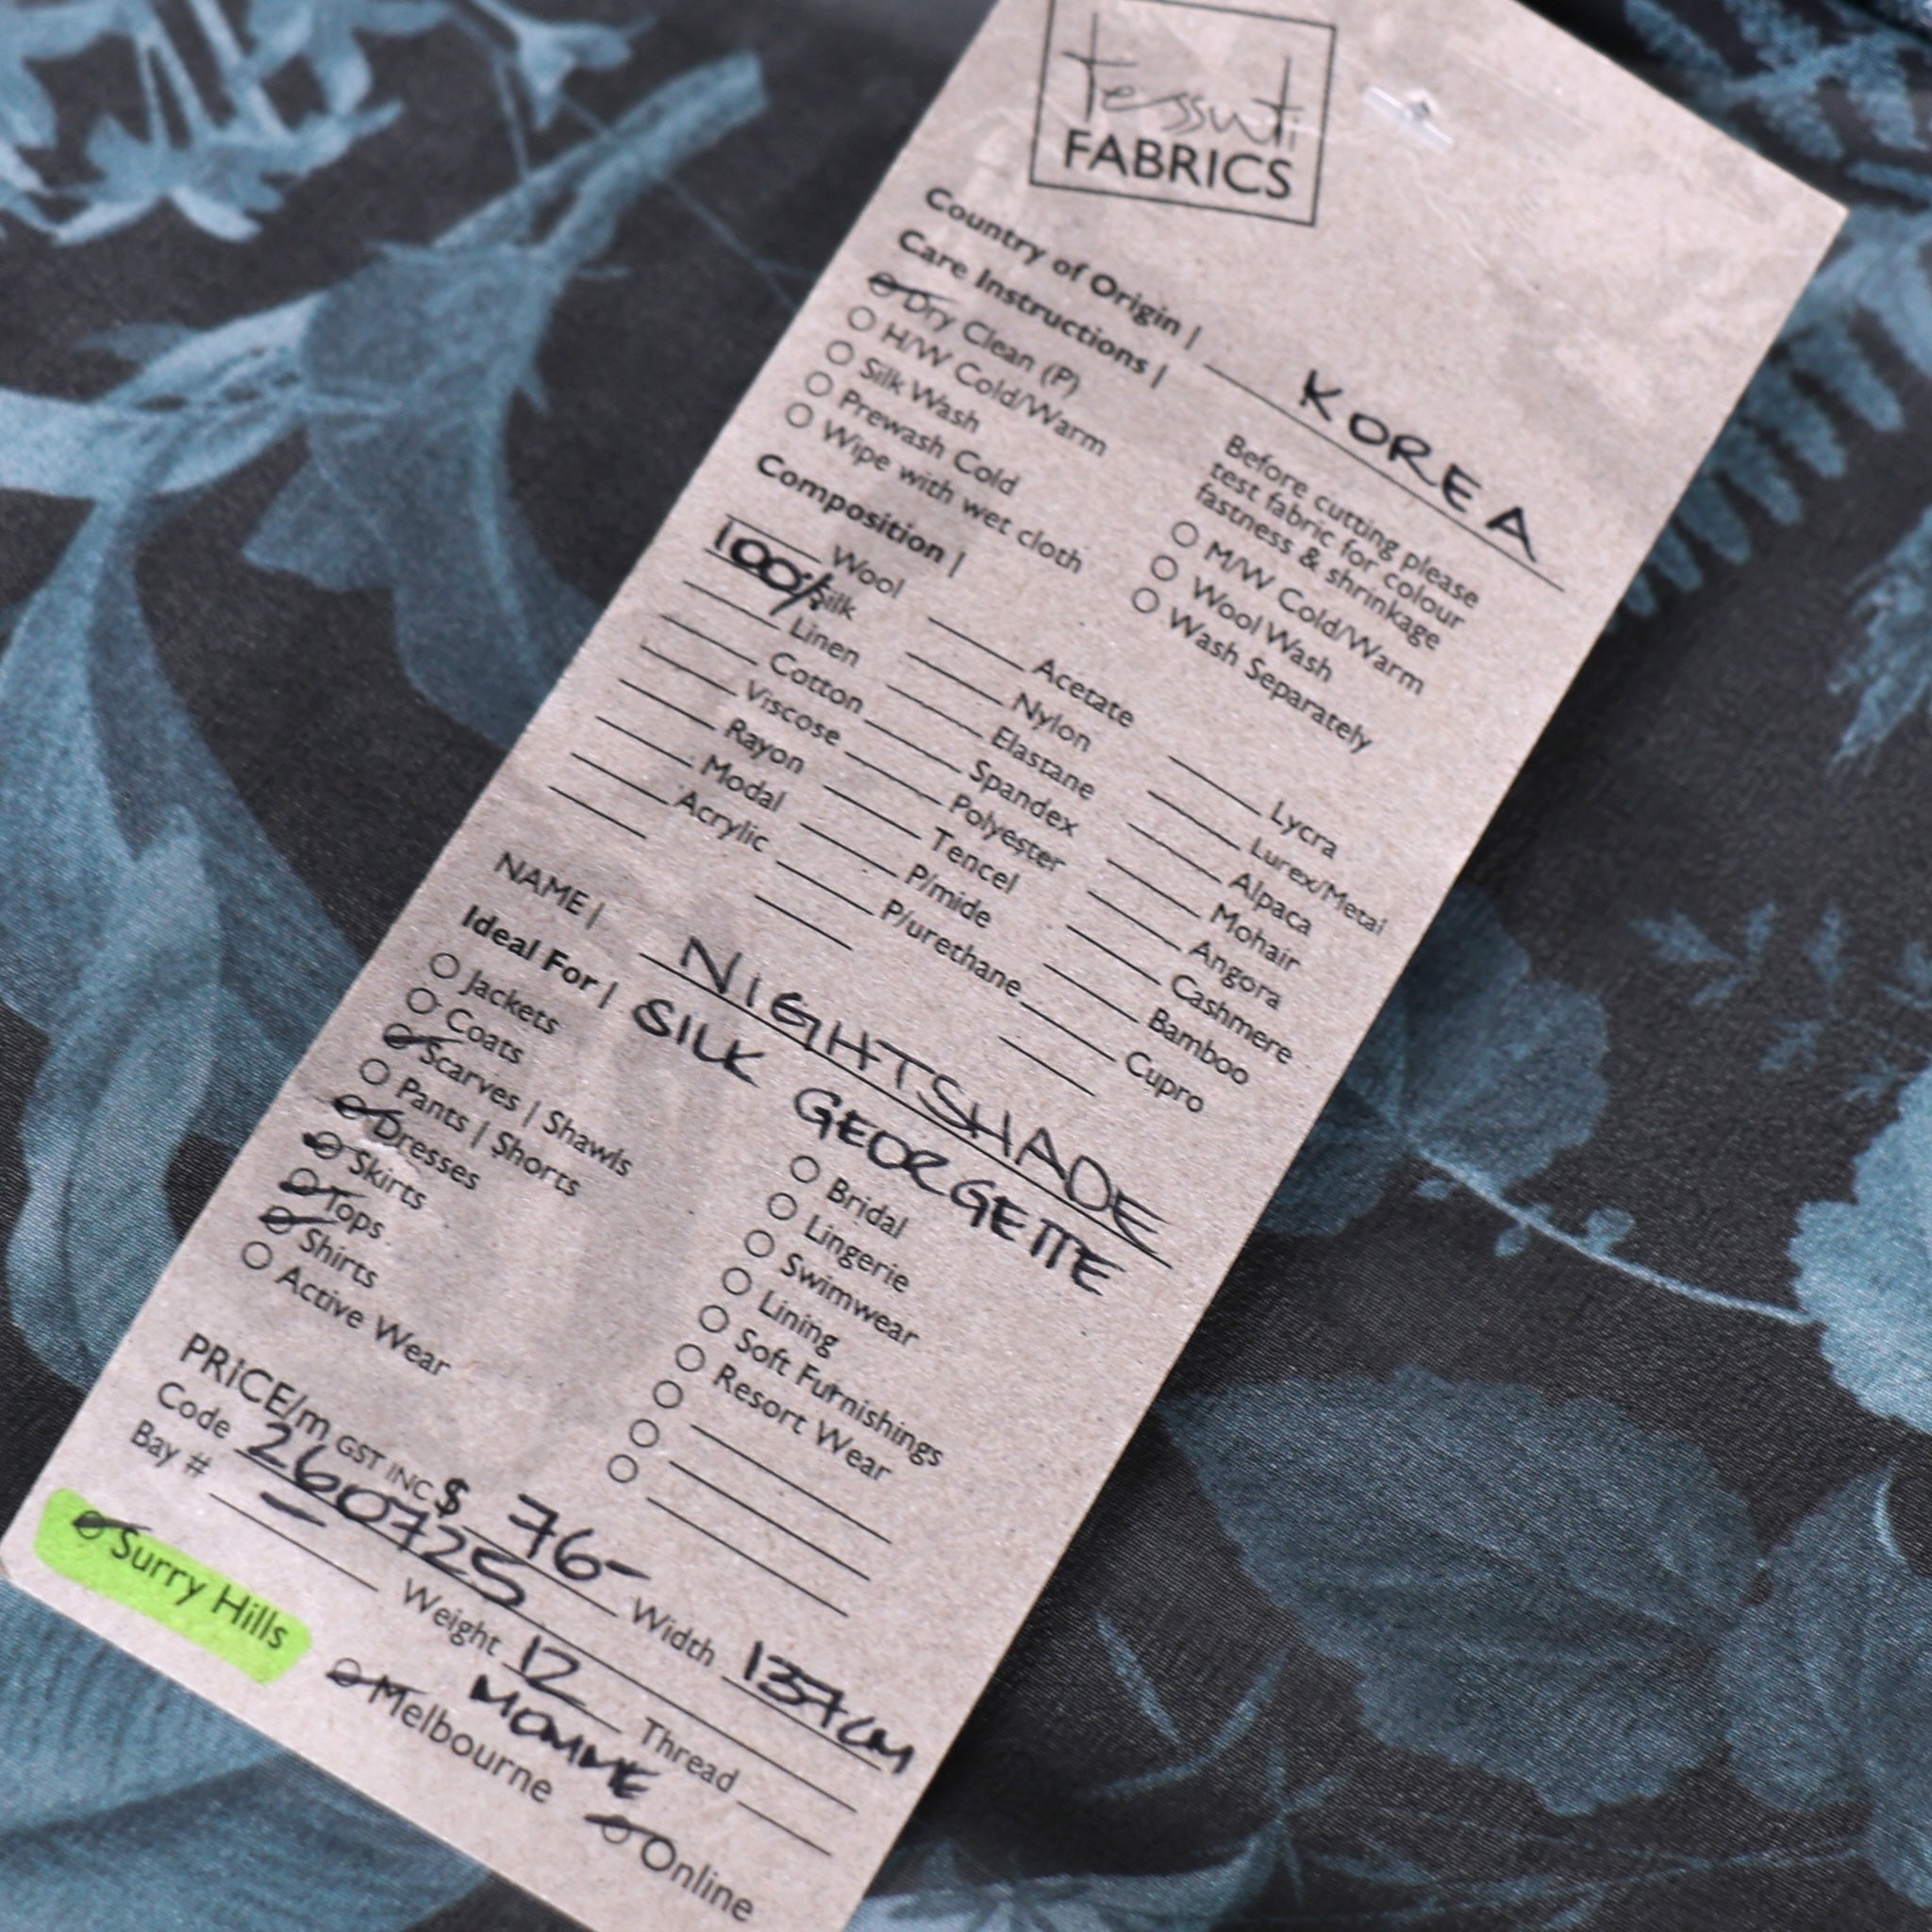 tessuti
FABRICS
Country of Origin | KOREA
Care Instructions |
Dry Clean (P)
H/W Cold/Warm
Silk Wash
Prewash Cold
Wipe with wet cloth
Before cutting please
test fabric for colour
fastness & shrinkage
M/W Cold/Warm
Wool Wash
Wash Separately
Composition |
Wool
100% Silk
Linen
Cotton
Viscose
Rayon
Modal
Acrylic
Acetate
Nylon
Elastane
Spandex
Polyester
Tencel
P/mide
P/urethane
Lycra
Lurex/Metal
Alpaca
Mohair
Angora
Cashmere
Bamboo
Cupro
NAME | NIGHTSHADE
SILK GEORGETTE
Ideal For |
Jackets
Coats
Scarves | Shawls
Pants | Shorts
Dresses
Skirts
Tops
Shirts
Active Wear
Bridal
Lingerie
Swimwear
Lining
Soft Furnishings
Resort Wear
PRICE/m GST INC $ 76- Width 137CM
Code 260725 Weight 12 MOMME Thread
Bay # -
Surry Hills Melbourne Online